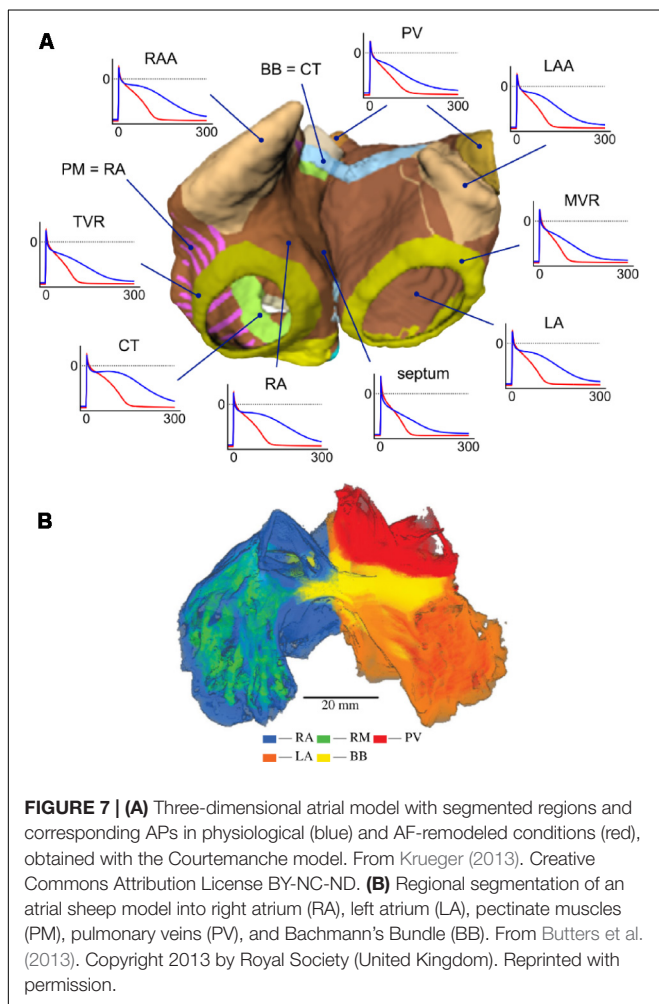 A
RAA
0
0
300
BB = CT
PV
0
0
300
LAA
0
0
300
PM = RA
TVR
0
0
300
MVR
0
0
300
CT
0
0
300
RA
0
0
300
septum
0
0
300
LA
0
0
300
B
20 mm
— RA — RM — PV
— LA — BB
FIGURE 7 | (A) Three-dimensional atrial model with segmented regions and
corresponding APs in physiological (blue) and AF-remodeled conditions (red),
obtained with the Courtemanche model. From Krueger (2013). Creative
Commons Attribution License BY-NC-ND. (B) Regional segmentation of an
atrial sheep model into right atrium (RA), left atrium (LA), pectinate muscles
(PM), pulmonary veins (PV), and Bachmann's Bundle (BB). From Butters et al.
(2013). Copyright 2013 by Royal Society (United Kingdom). Reprinted with
permission.